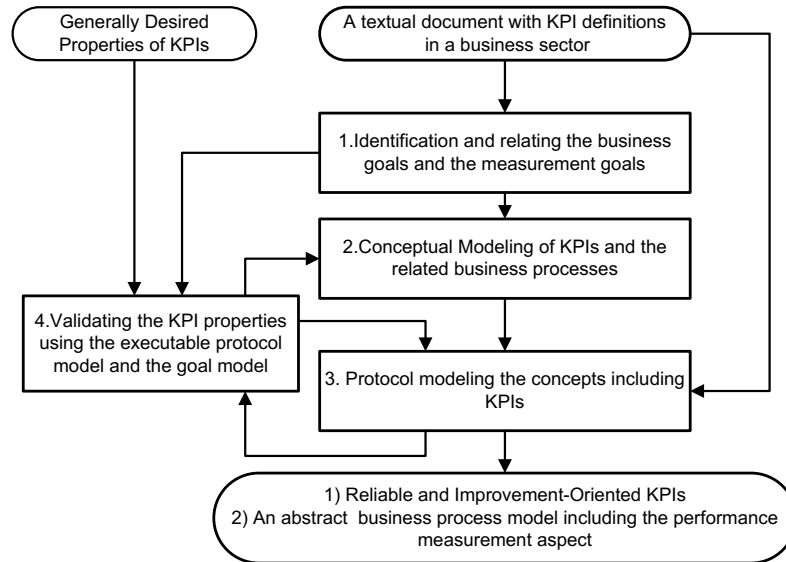 Generally Desired
Properties of KPIs
A textual document with KPI definitions
in a business sector
1.Identification and relating the business
goals and the measurement goals
2.Conceptual Modeling of KPIs and the
related business processes
4.Validating the KPI properties
using the executable protocol
model and the goal model
3. Protocol modeling the concepts including
KPIs
1) Reliable and Improvement-Oriented KPIs
2) An abstract business process model including the performance
measurement aspect